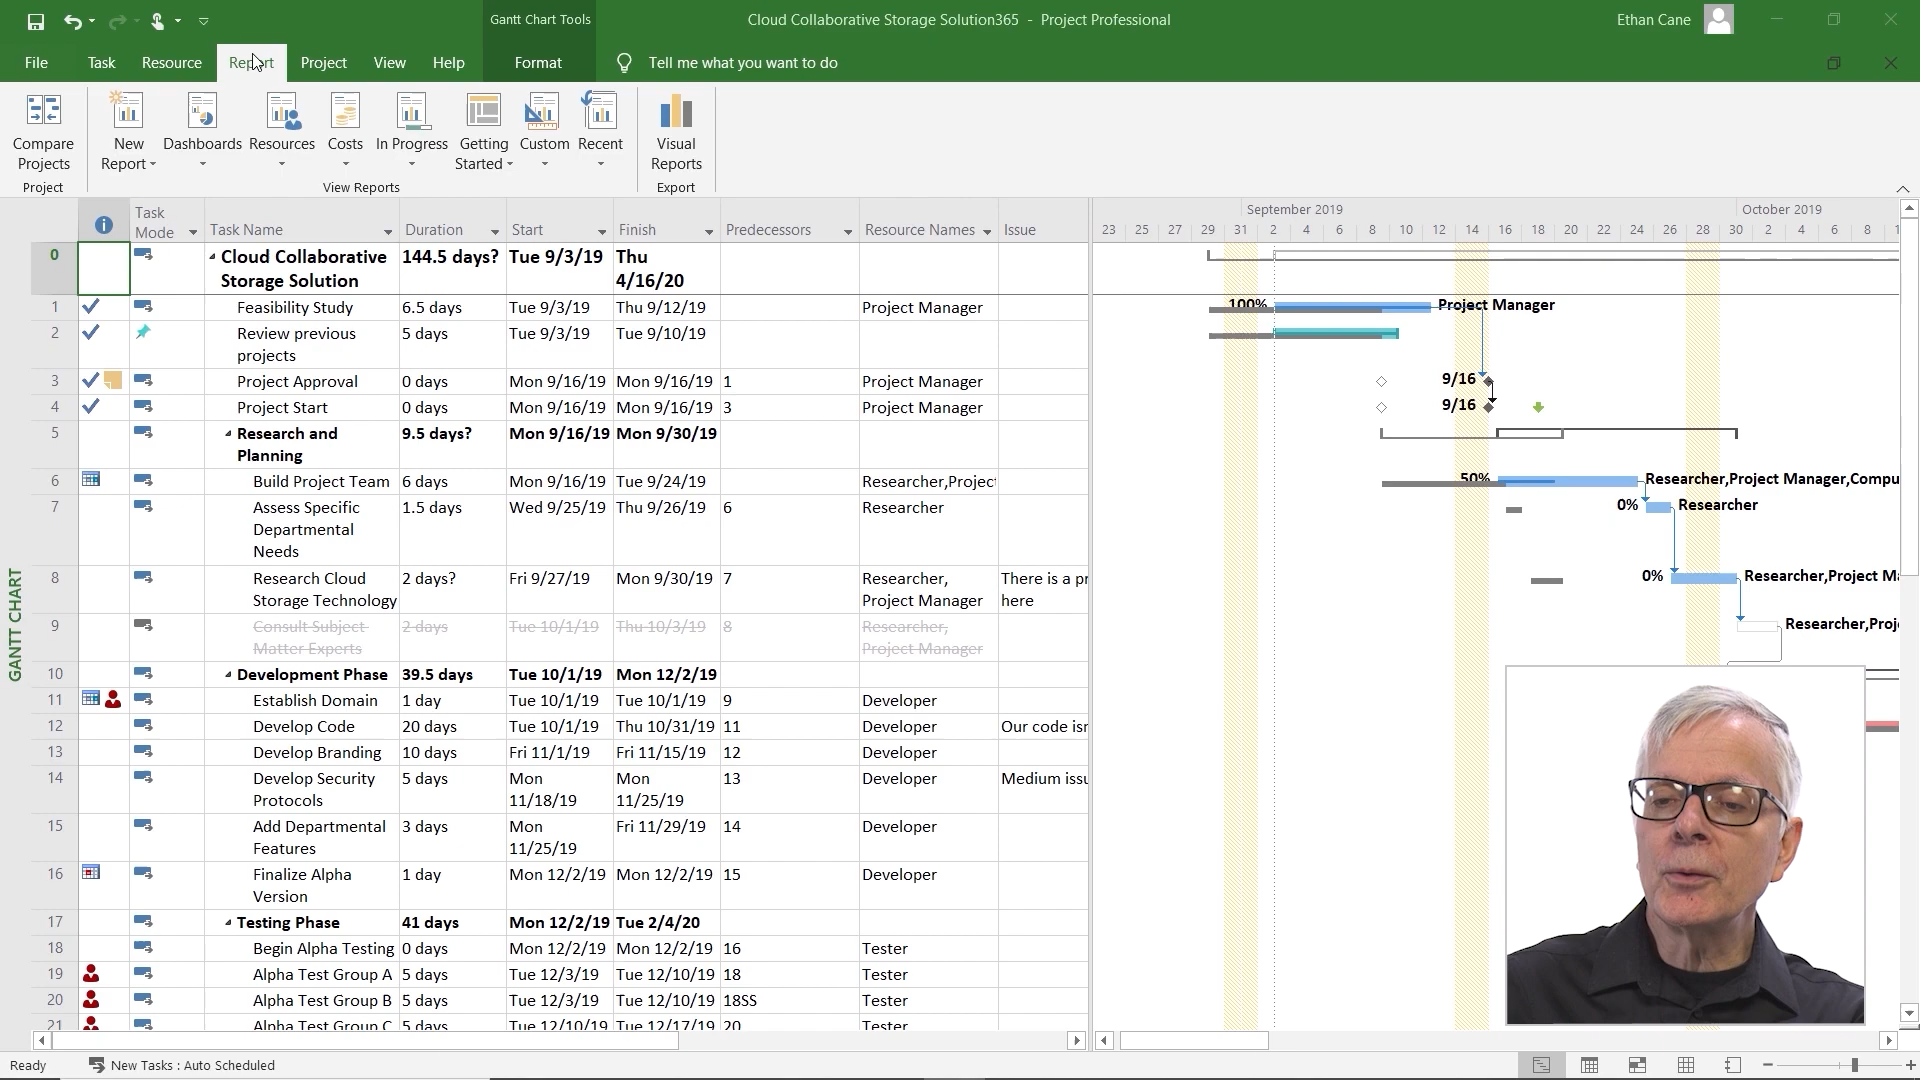 Gantt Chart Tools
Cloud Collaborative Storage Solution365 - Project Professional
Ethan Cane
File Task Resource Report Project View Help Format Tell me what you want to do
Compare Projects
New Report
Dashboards
Resources
Costs
In Progress
Getting Started
Custom
Recent
Visual Reports
Project View Reports Export
GANTT CHART
Task Mode Task Name Duration Start Finish Predecessors Resource Names Issue
0 Cloud Collaborative Storage Solution 144.5 days? Tue 9/3/19 Thu 4/16/20
1 Feasibility Study 6.5 days Tue 9/3/19 Thu 9/12/19 Project Manager
2 Review previous projects 5 days Tue 9/3/19 Tue 9/10/19
3 Project Approval 0 days Mon 9/16/19 Mon 9/16/19 1 Project Manager
4 Project Start 0 days Mon 9/16/19 Mon 9/16/19 3 Project Manager
5 Research and Planning 9.5 days? Mon 9/16/19 Mon 9/30/19
6 Build Project Team 6 days Mon 9/16/19 Tue 9/24/19 Researcher,Project
7 Assess Specific Departmental Needs 1.5 days Wed 9/25/19 Thu 9/26/19 6 Researcher
8 Research Cloud Storage Technology 2 days? Fri 9/27/19 Mon 9/30/19 7 Researcher, Project Manager There is a pr here
9 Consult Subject Matter Experts 2 days Tue 10/1/19 Thu 10/3/19 8 Researcher, Project Manager
10 Development Phase 39.5 days Tue 10/1/19 Mon 12/2/19
11 Establish Domain 1 day Tue 10/1/19 Tue 10/1/19 9 Developer
12 Develop Code 20 days Tue 10/1/19 Thu 10/31/19 11 Developer Our code isn
13 Develop Branding 10 days Fri 11/1/19 Fri 11/15/19 12 Developer
14 Develop Security Protocols 5 days Mon 11/18/19 Mon 11/25/19 13 Developer Medium issu
15 Add Departmental Features 3 days Mon 11/25/19 Fri 11/29/19 14 Developer
16 Finalize Alpha Version 1 day Mon 12/2/19 Mon 12/2/19 15 Developer
17 Testing Phase 41 days Mon 12/2/19 Tue 2/4/20
18 Begin Alpha Testing 0 days Mon 12/2/19 Mon 12/2/19 16 Tester
19 Alpha Test Group A 5 days Tue 12/3/19 Tue 12/10/19 18 Tester
20 Alpha Test Group B 5 days Tue 12/3/19 Tue 12/10/19 18SS Tester
21 Alpha Test Group C 5 days Tue 12/10/19 Tue 12/17/19 20 Tester
September 2019 October 2019
23 25 27 29 31 2 4 6 8 10 12 14 16 18 20 22 24 26 28 30 2 4 6 8 1
100% Project Manager
9/16
9/16
50% Researcher,Project Manager,Compu
0% Researcher
0% Researcher,Project Ma
Researcher,Proj
Ready New Tasks : Auto Scheduled